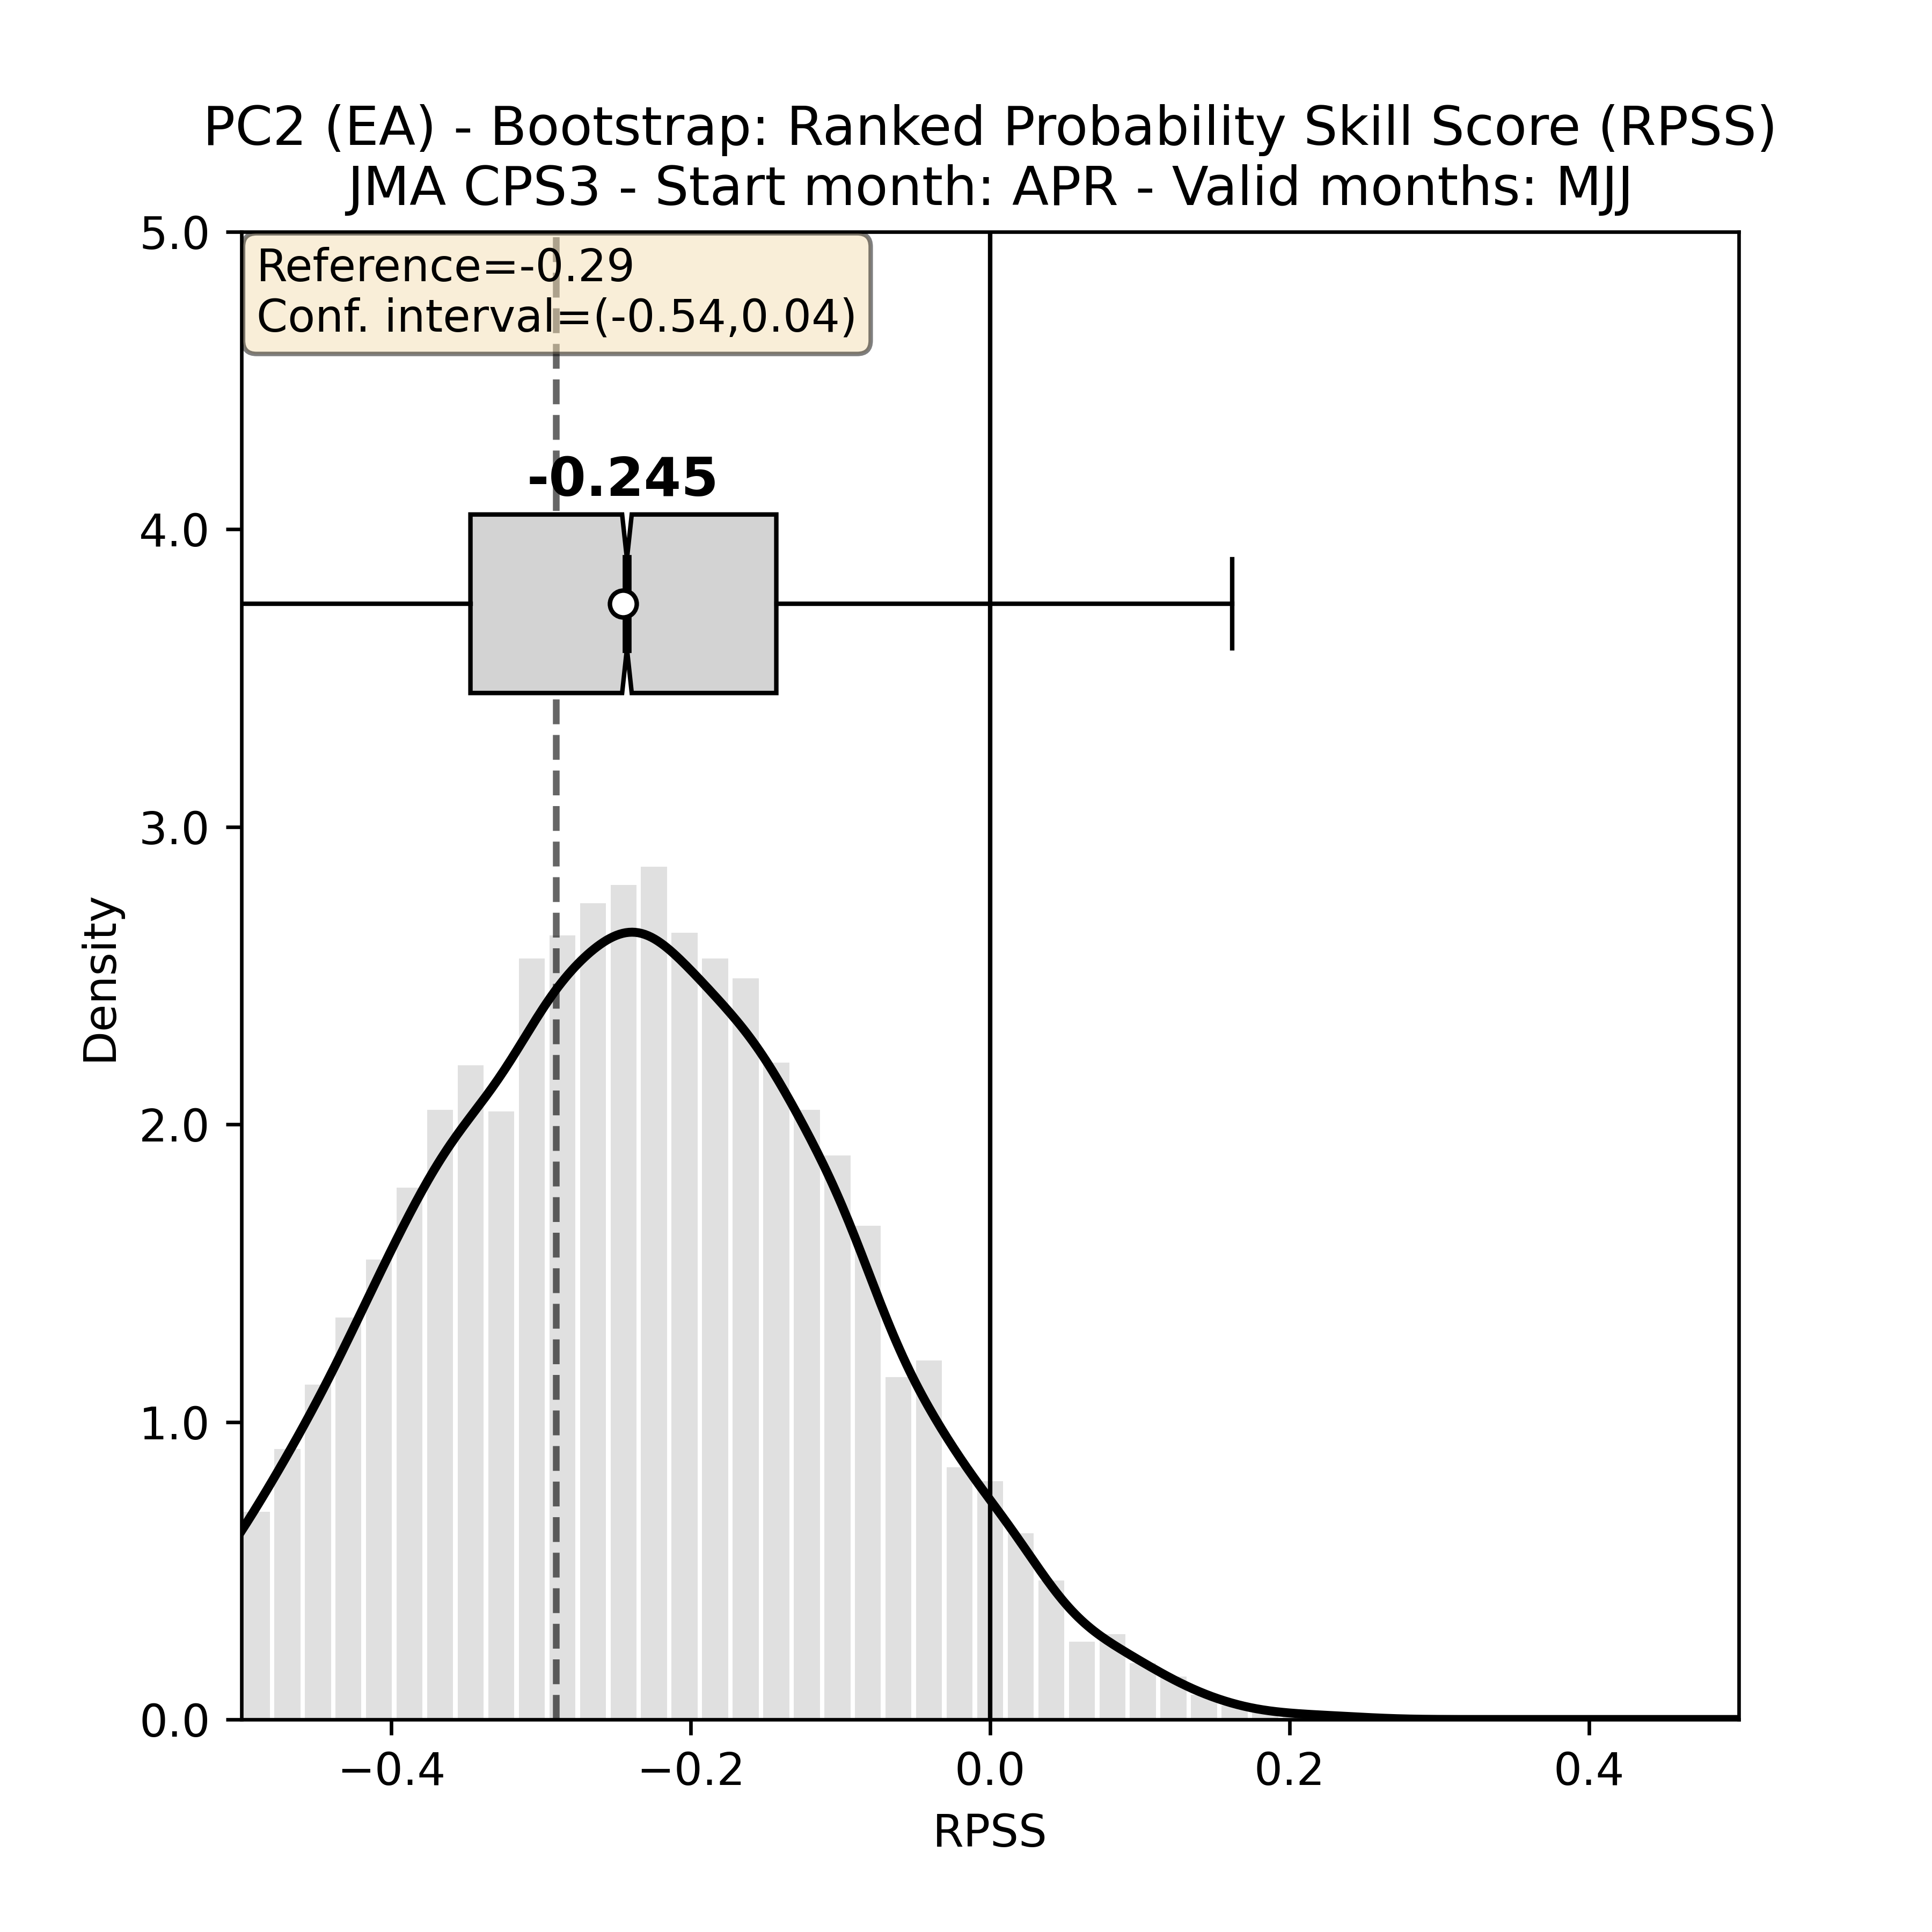 PC2 (EA) - Bootstrap: Ranked Probability Skill Score (RPSS)
JMA CPS3 - Start month: APR - Valid months: MJJ
5.0
Reference=-0.29
Conf. interval=(-0.54,0.04)
-0.245
4.0
3.0
Density
2.0
1.0
0.0
−0.4 −0.2 0.0 0.2 0.4
RPSS